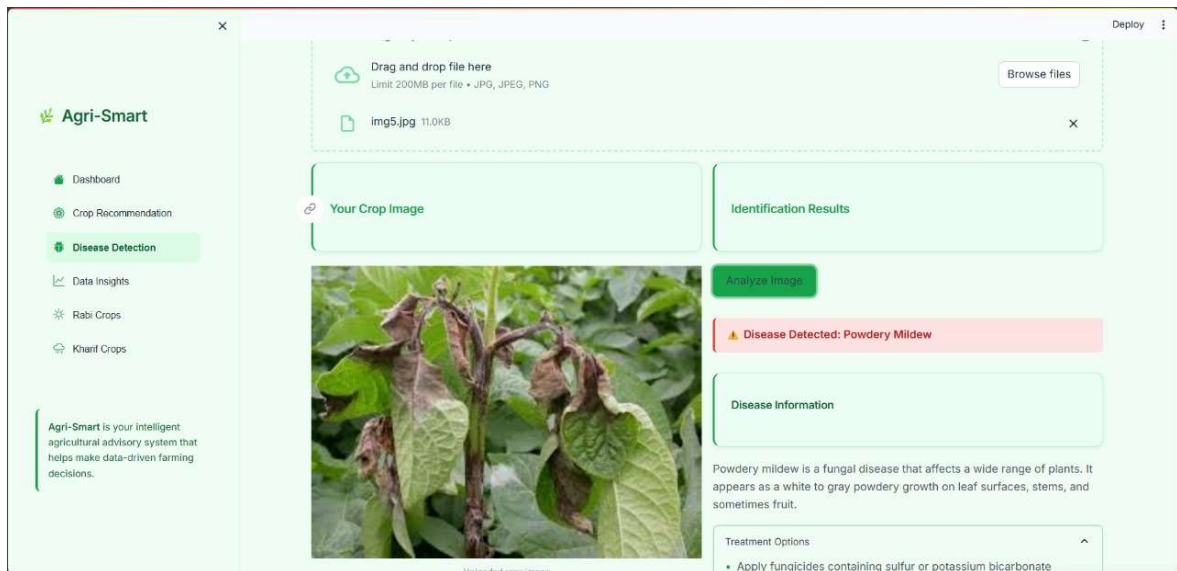 Deploy
Drag and drop file here
Limit 200MB per file • JPG, JPEG, PNG
Browse files
img5.jpg 11.0KB
Agri-Smart
Dashboard
Crop Recommendation
Disease Detection
Data Insights
Rabi Crops
Kharif Crops
Agri-Smart is your intelligent
agricultural advisory system that
helps make data-driven farming
decisions.
Your Crop Image
Identification Results
Analyze Image
Disease Detected: Powdery Mildew
Disease Information
Powdery mildew is a fungal disease that affects a wide range of plants. It
appears as a white to gray powdery growth on leaf surfaces, stems, and
sometimes fruit.
Treatment Options
• Apply fungicides containing sulfur or potassium bicarbonate